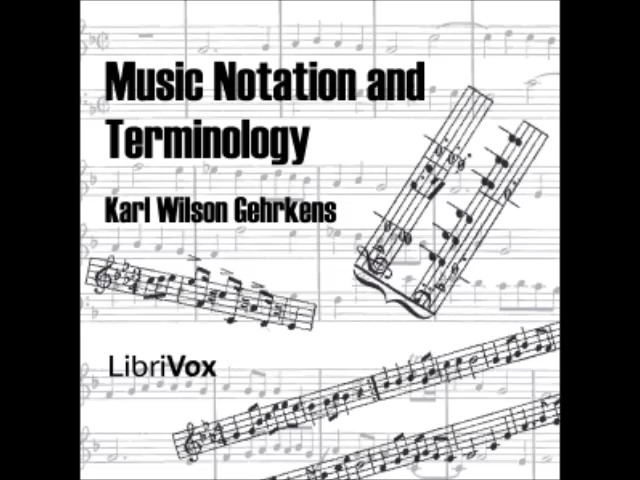 Music Notation and
Terminology
Karl Wilson Gehrkens
LibriVox